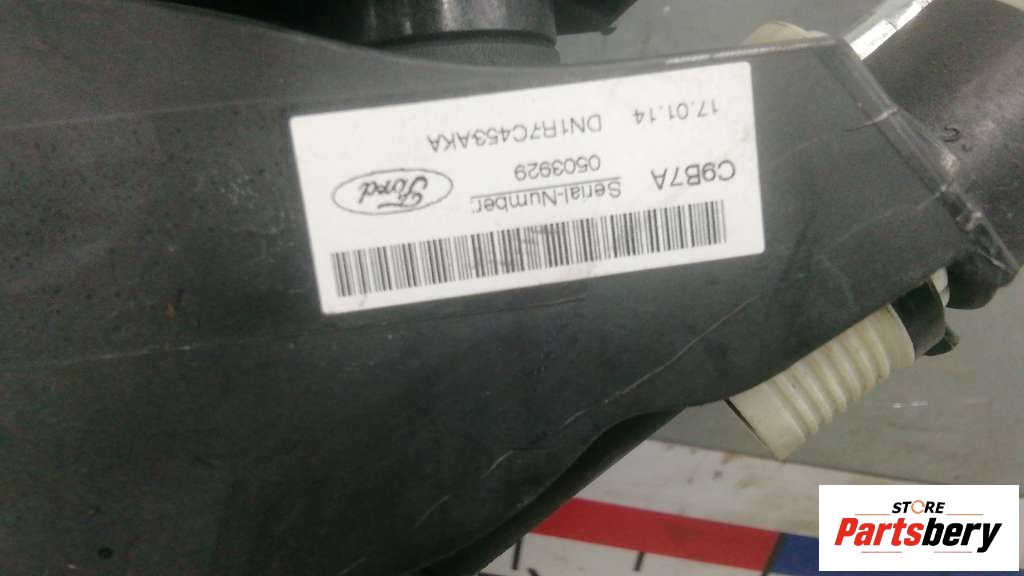 Ford
Serial-Number:
0503929
C9B7A
DN1R7C453AKA
17.01.14
STORE
Partsbery